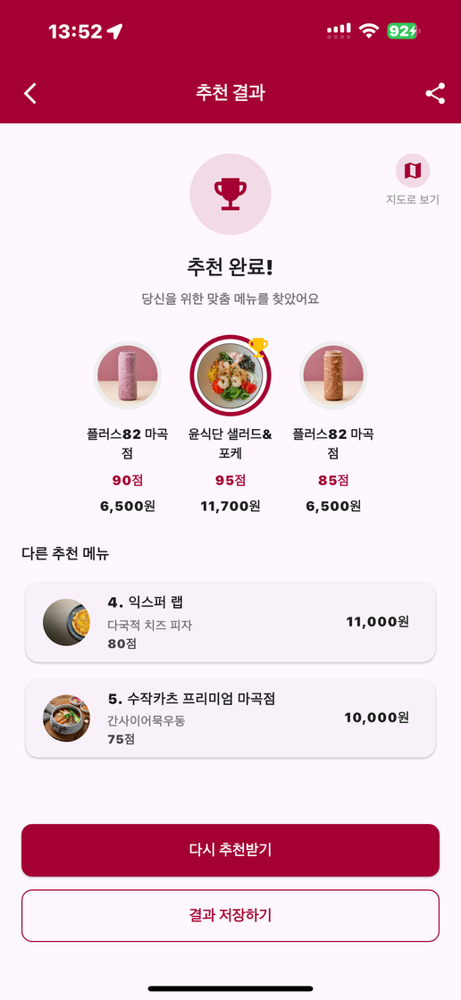 13:52
92
추천 결과
지도로 보기
추천 완료!
당신을 위한 맞춤 메뉴를 찾았어요
플러스82 마곡
점
90점
6,500원
윤식단 샐러드&
포케
95점
11,700원
플러스82 마곡
점
85점
6,500원
다른 추천 메뉴
4. 익스퍼 랩
다국적 치즈 피자
80점
11,000원
5. 수작카츠 프리미엄 마곡점
간사이어묵우동
75점
10,000원
다시 추천받기
결과 저장하기